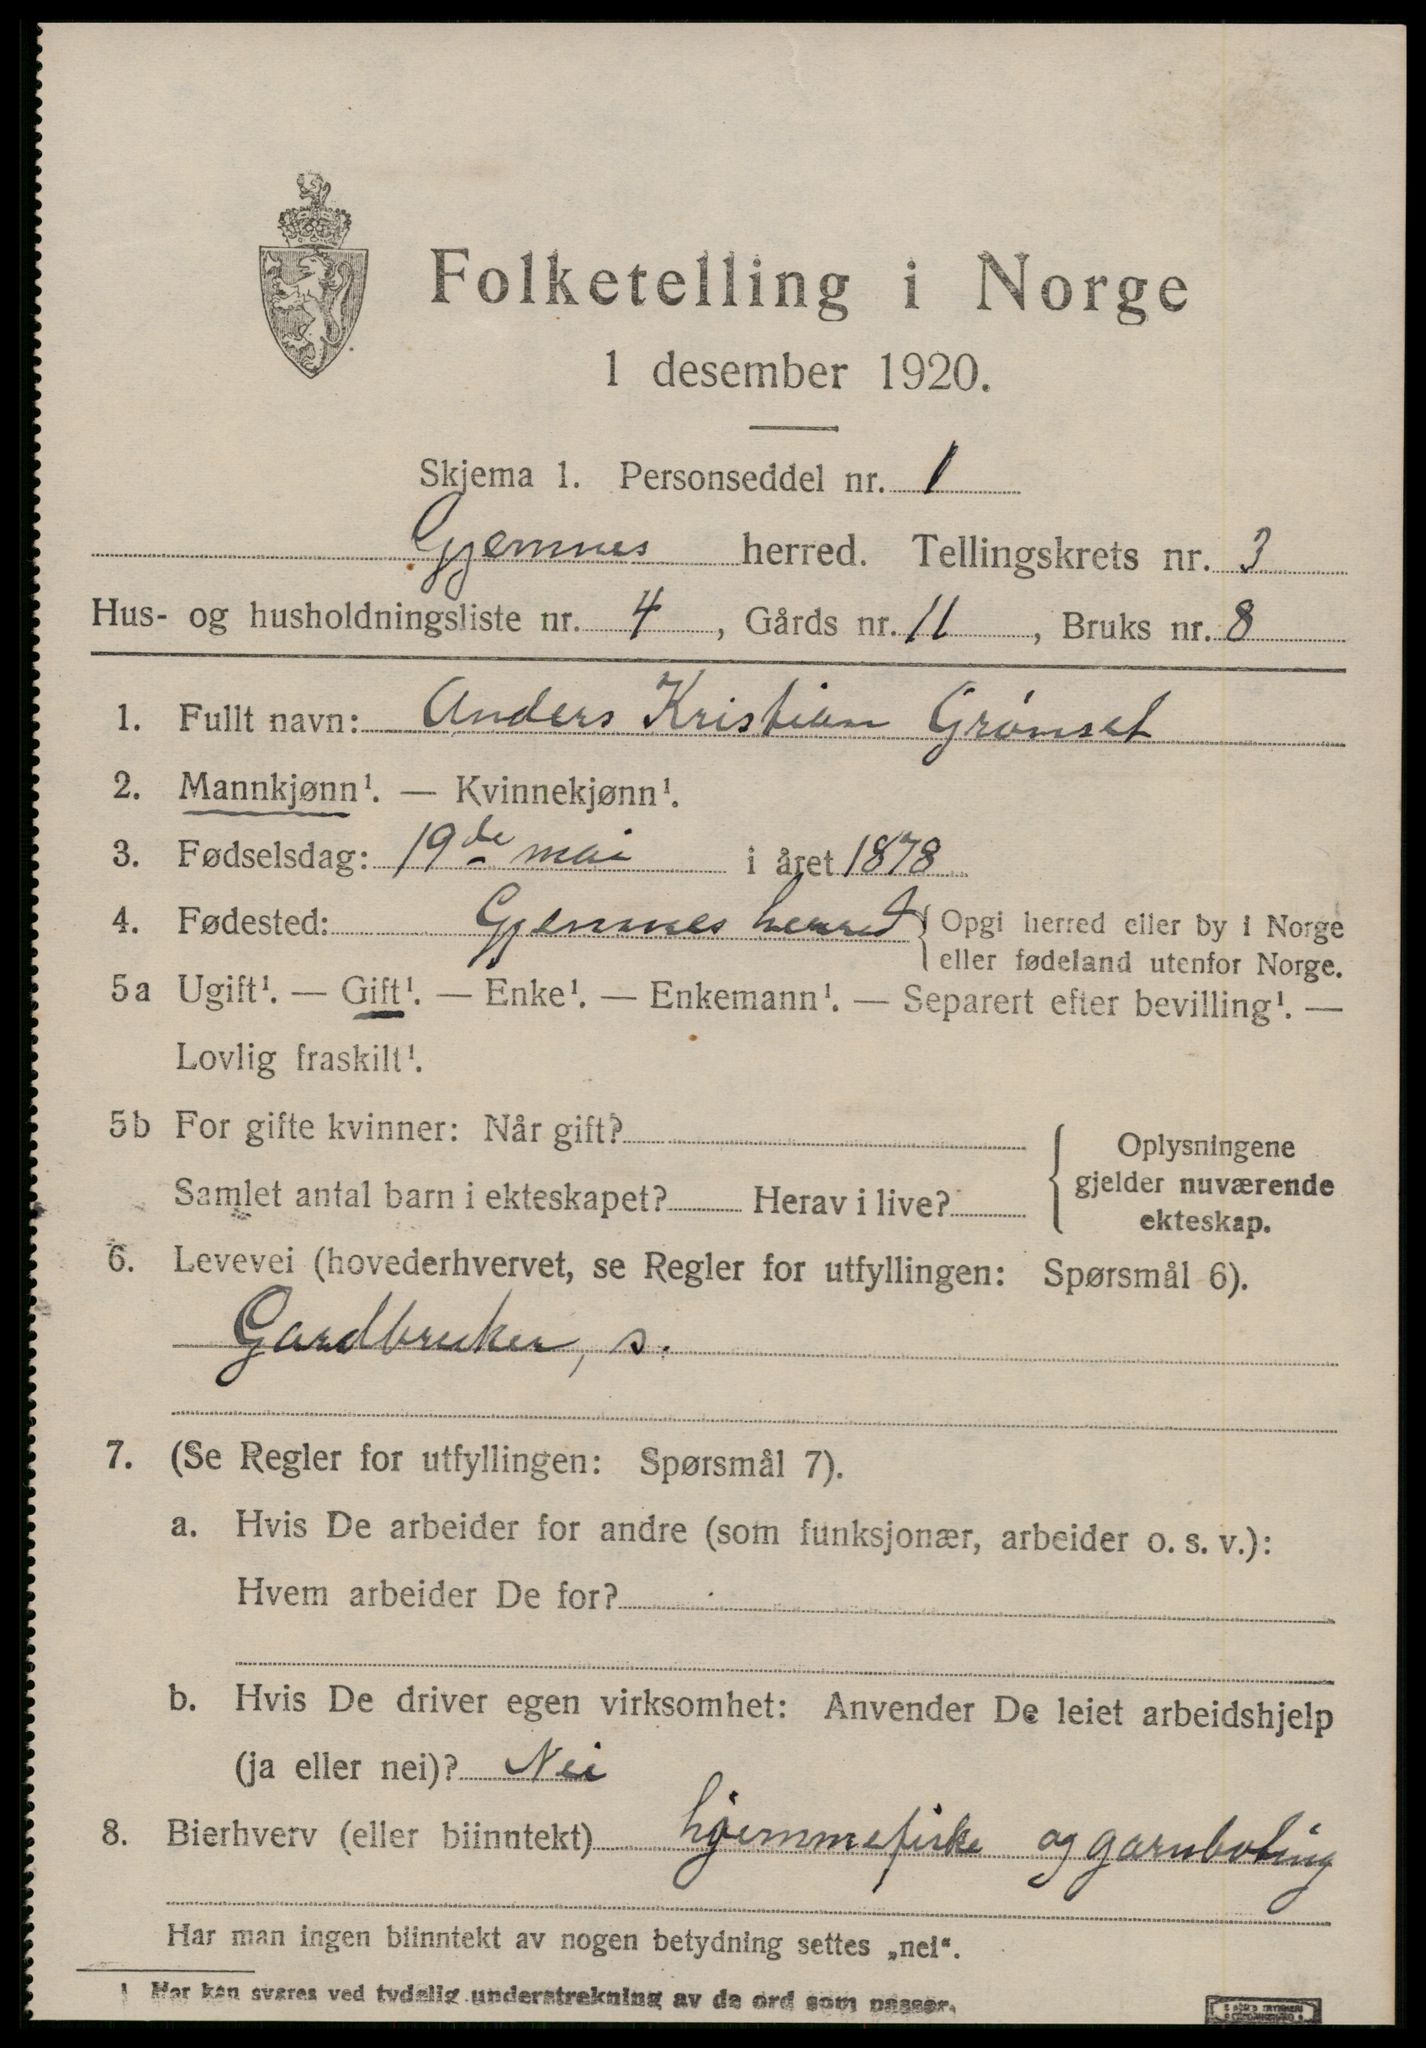 Folketelling i Norge
1 desember 1920.
Skjema 1. Personseddel nr. 1
Gjemnes herred. Tellingskrets nr. 3
Hus- og husholdningsliste nr. 4, Gårds nr. 11, Bruks nr. 8
1. Fullt navn: Anders Kristian Grønset
2. Mannkjønn¹. — Kvinnekjønn¹.
3. Fødselsdag: 19de mai i året 1878
4. Fødested: Gjemnes herred { Opgi herred eller by i Norge
eller fødeland utenfor Norge.
5a Ugift¹. — Gift¹. — Enke¹. — Enkemann¹. — Separert efter bevilling¹. —
Lovlig fraskilt¹.
5b For gifte kvinner: Når gift?
Samlet antal barn i ekteskapet? Herav i live?
Oplysningene
gjelder nuværende
ekteskap.
6. Levevei (hovederhvervet, se Regler for utfyllingen: Spørsmål 6).
Gardbruker, s.
7. (Se Regler for utfyllingen: Spørsmål 7).
a. Hvis De arbeider for andre (som funksjonær, arbeider o. s. v.):
Hvem arbeider De for?
b. Hvis De driver egen virksomhet: Anvender De leiet arbeidshjelp
(ja eller nei)? Nei
8. Bierhverv (eller biinntekt) hjemmefiske og garnboting
Har man ingen biinntekt av nogen betydning settes „nei“.
1 Her kan svares ved tydelig understrekning av de ord som passer.